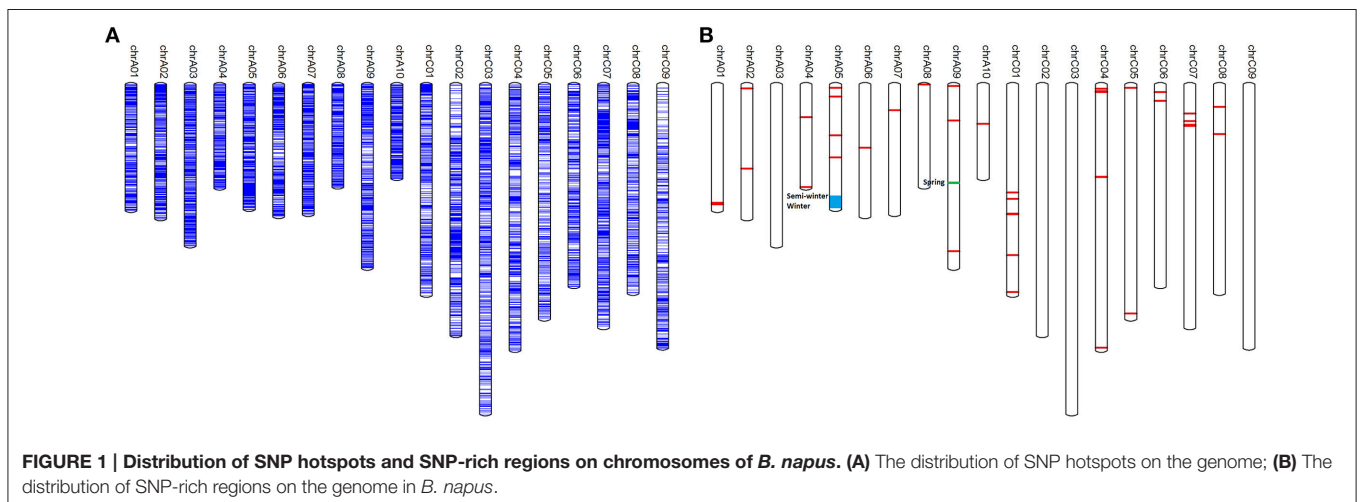 A
B
chrA01 chrA02 chrA03 chrA04 chrA05 chrA06 chrA07 chrA08 chrA09 chrA10 chrC01 chrC02 chrC03 chrC04 chrC05 chrC06 chrC07 chrC08 chrC09
chrA01 chrA02 chrA03 chrA04 chrA05 chrA06 chrA07 chrA08 chrA09 chrA10 chrC01 chrC02 chrC03 chrC04 chrC05 chrC06 chrC07 chrC08 chrC09
Spring
Semi-winter
Winter
FIGURE 1 | Distribution of SNP hotspots and SNP-rich regions on chromosomes of B. napus. (A) The distribution of SNP hotspots on the genome; (B) The
distribution of SNP-rich regions on the genome in B. napus.